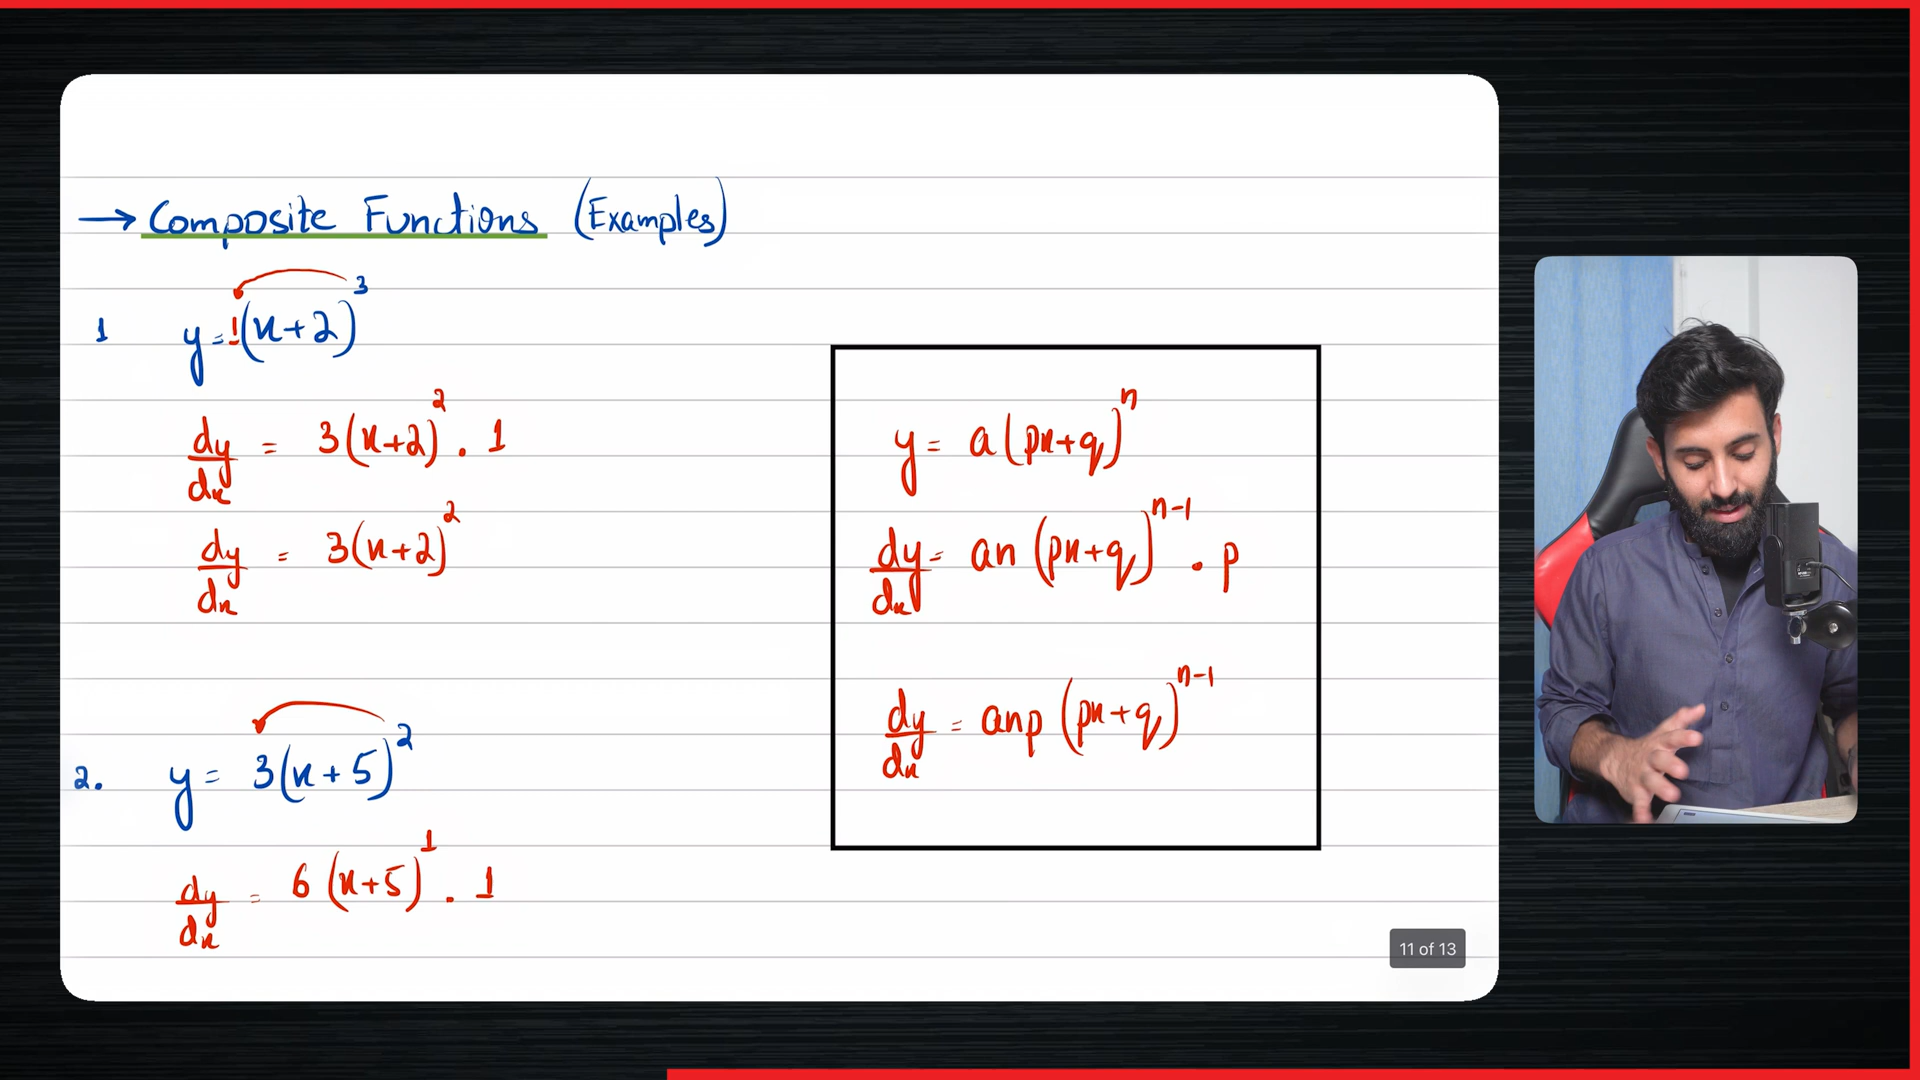 → Composite Functions (Examples)
1 y = 1(x+2)³
dy/dx = 3(x+2)² . 1
dy/dx = 3(x+2)²
2. y = 3(x+5)²
dy/dx = 6(x+5)¹ . 1
y = a(px+q)ⁿ
dy/dx = an(px+q)ⁿ⁻¹ . p
dy/dx = anp(px+q)ⁿ⁻¹
11 of 13